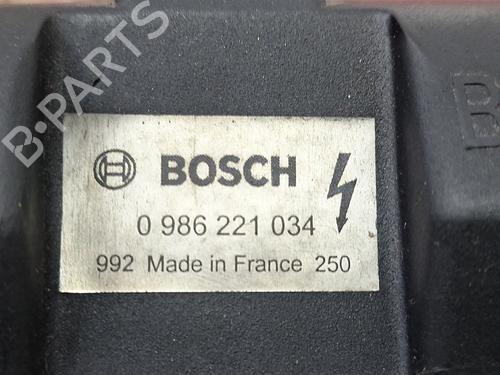 B-PARTS
BOSCH
0 986 221 034
992 Made in France 250